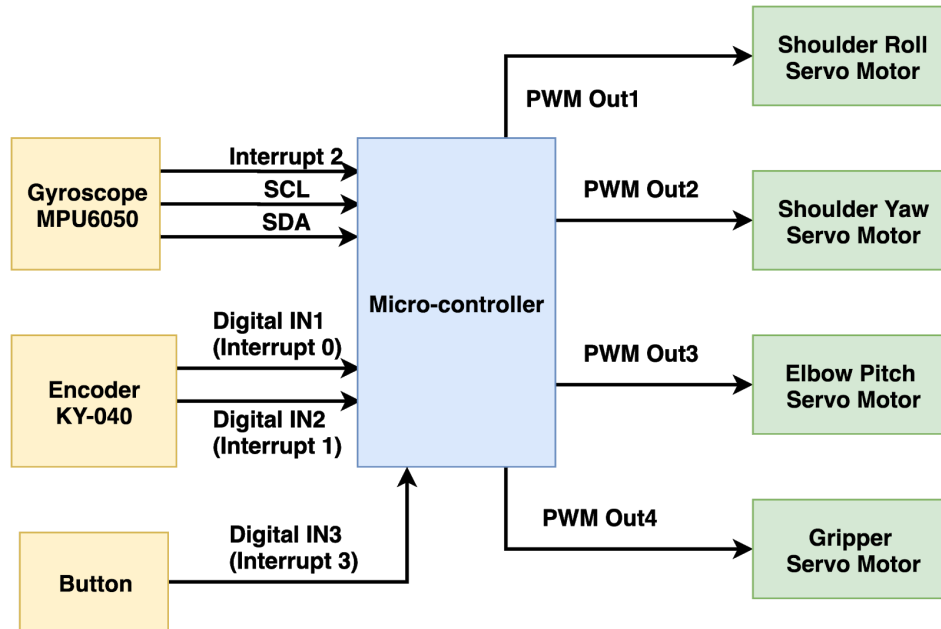 Shoulder Roll
Servo Motor
PWM Out1
Interrupt 2
SCL
SDA
Gyroscope
MPU6050
PWM Out2
Shoulder Yaw
Servo Motor
Micro-controller
Digital IN1
(Interrupt 0)
Encoder
KY-040
Digital IN2
(Interrupt 1)
PWM Out3
Elbow Pitch
Servo Motor
Digital IN3
(Interrupt 3)
Button
PWM Out4
Gripper
Servo Motor